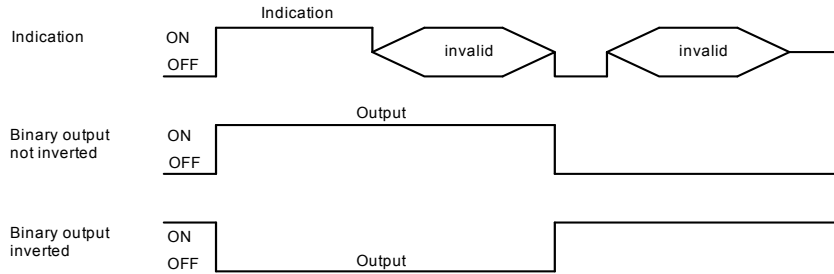 Indication
Indication
ON
OFF
invalid
invalid
Binary output
not inverted
ON
OFF
Output
Binary output
inverted
ON
OFF
Output